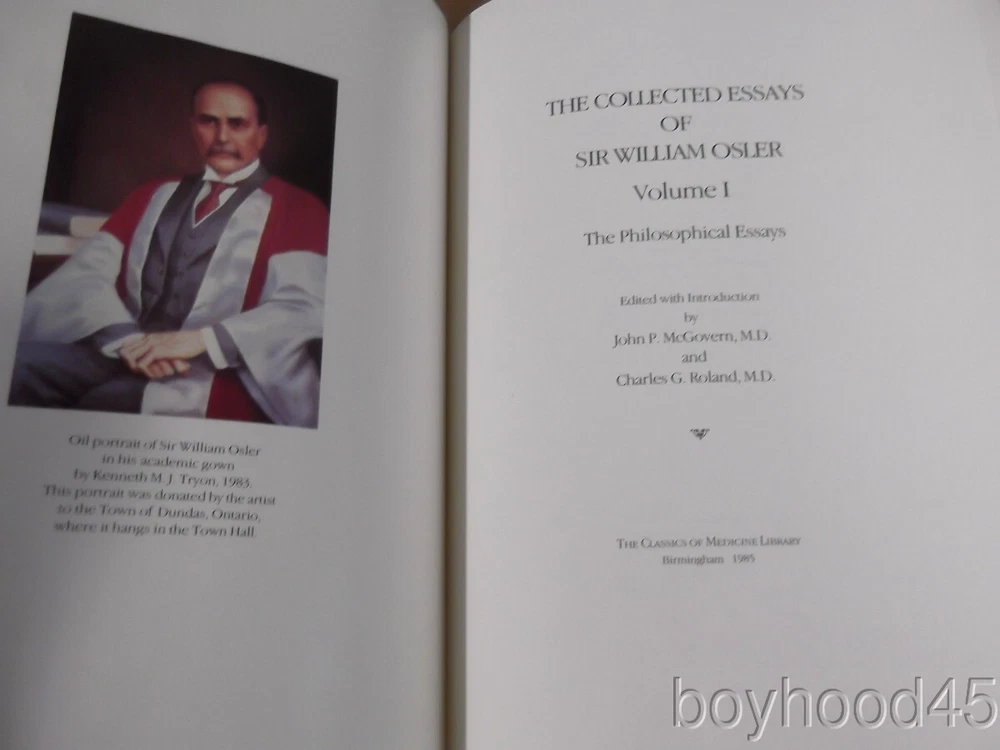 Oil portrait of Sir William Osler
in his academic gown
by Kenneth M. J. Tryon, 1983.
This portrait was donated by the artist
to the Town of Dundas, Ontario,
where it hangs in the Town Hall.
THE COLLECTED ESSAYS
OF
SIR WILLIAM OSLER
Volume I
The Philosophical Essays
Edited with Introduction
by
John P. McGovern, M.D.
and
Charles G. Roland, M.D.
THE CLASSICS OF MEDICINE LIBRARY
Birmingham 1985
boyhood45